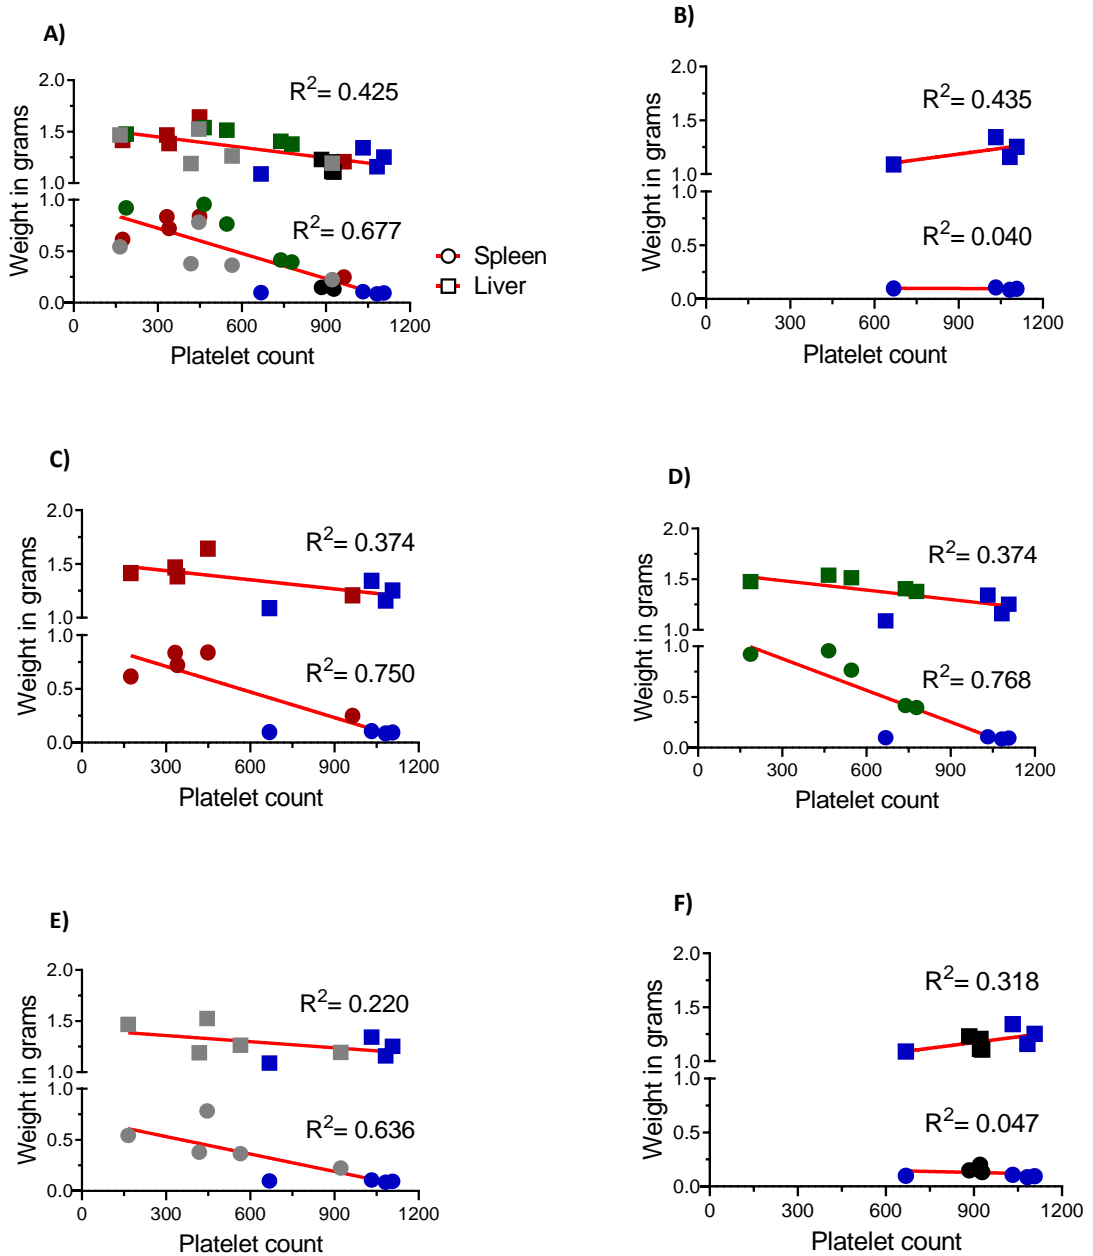 A)
2.0
R2= 0.425
1.5
1.0
1.0
R2= 0.677
0.5
0.0
0 300 600 900 1200
Platelet count
Weight in grams
Spleen
Liver
B)
2.0
R2= 0.435
1.5
1.0
1.0
R2= 0.040
0.5
0.0
0 300 600 900 1200
Platelet count
Weight in grams
C)
2.0
R2= 0.374
1.5
1.0
1.0
R2= 0.750
0.5
0.0
0 300 600 900 1200
Platelet count
Weight in grams
D)
2.0
R2= 0.374
1.5
1.0
1.0
R2= 0.768
0.5
0.0
0 300 600 900 1200
Platelet count
Weight in grams
E)
2.0
R2= 0.220
1.5
1.0
1.0
R2= 0.636
0.5
0.0
0 300 600 900 1200
Platelet count
Weight in grams
F)
2.0
R2= 0.318
1.5
1.0
1.0
R2= 0.047
0.5
0.0
0 300 600 900 1200
Platelet count
Weight in grams